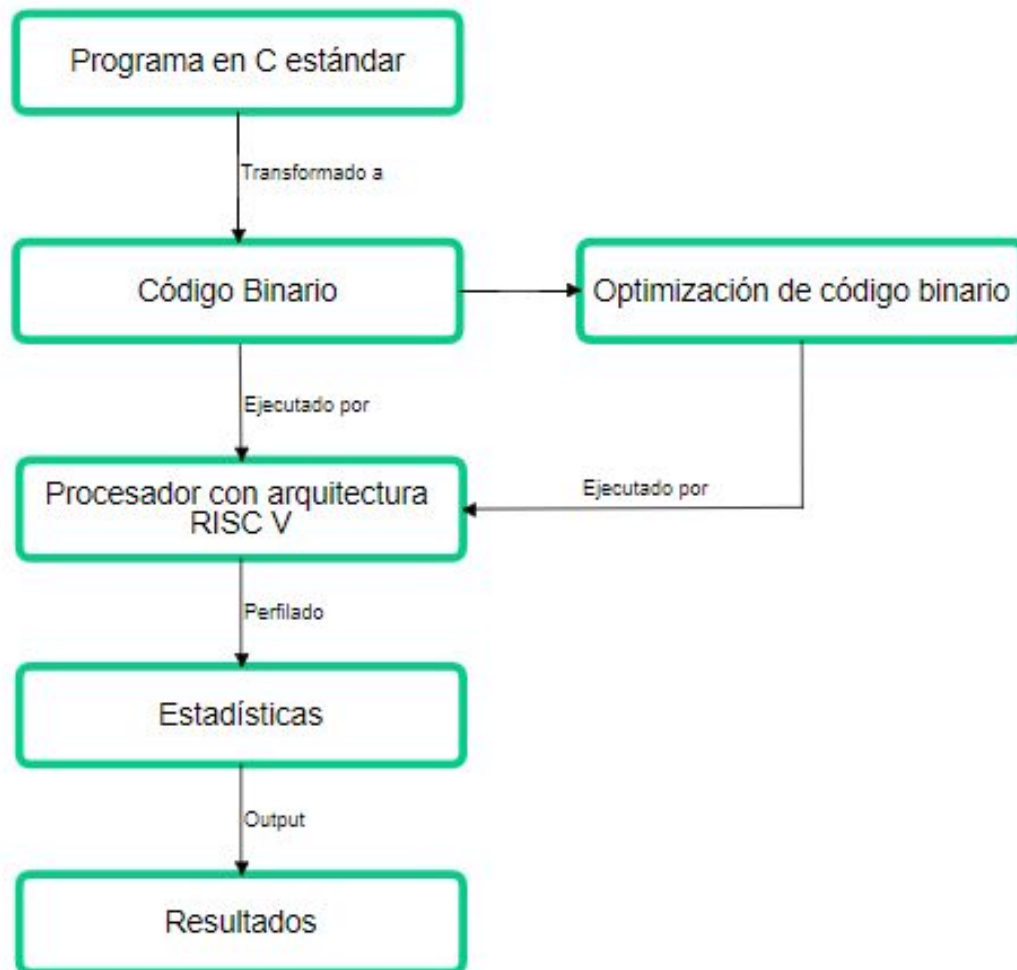 Programa en C estándar
Transformado a
Código Binario
Optimización de código binario
Ejecutado por
Ejecutado por
Procesador con arquitectura
RISC V
Perfilado
Estadísticas
Output
Resultados